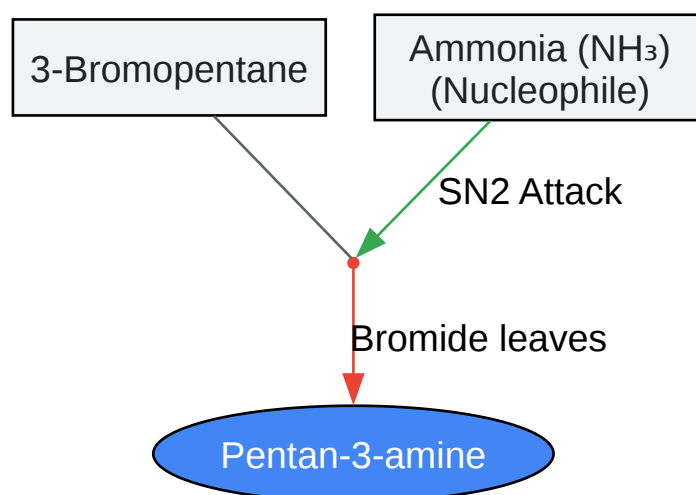 3-Bromopentane
Ammonia (NH₃)
(Nucleophile)
SN2 Attack
Bromide leaves
Pentan-3-amine